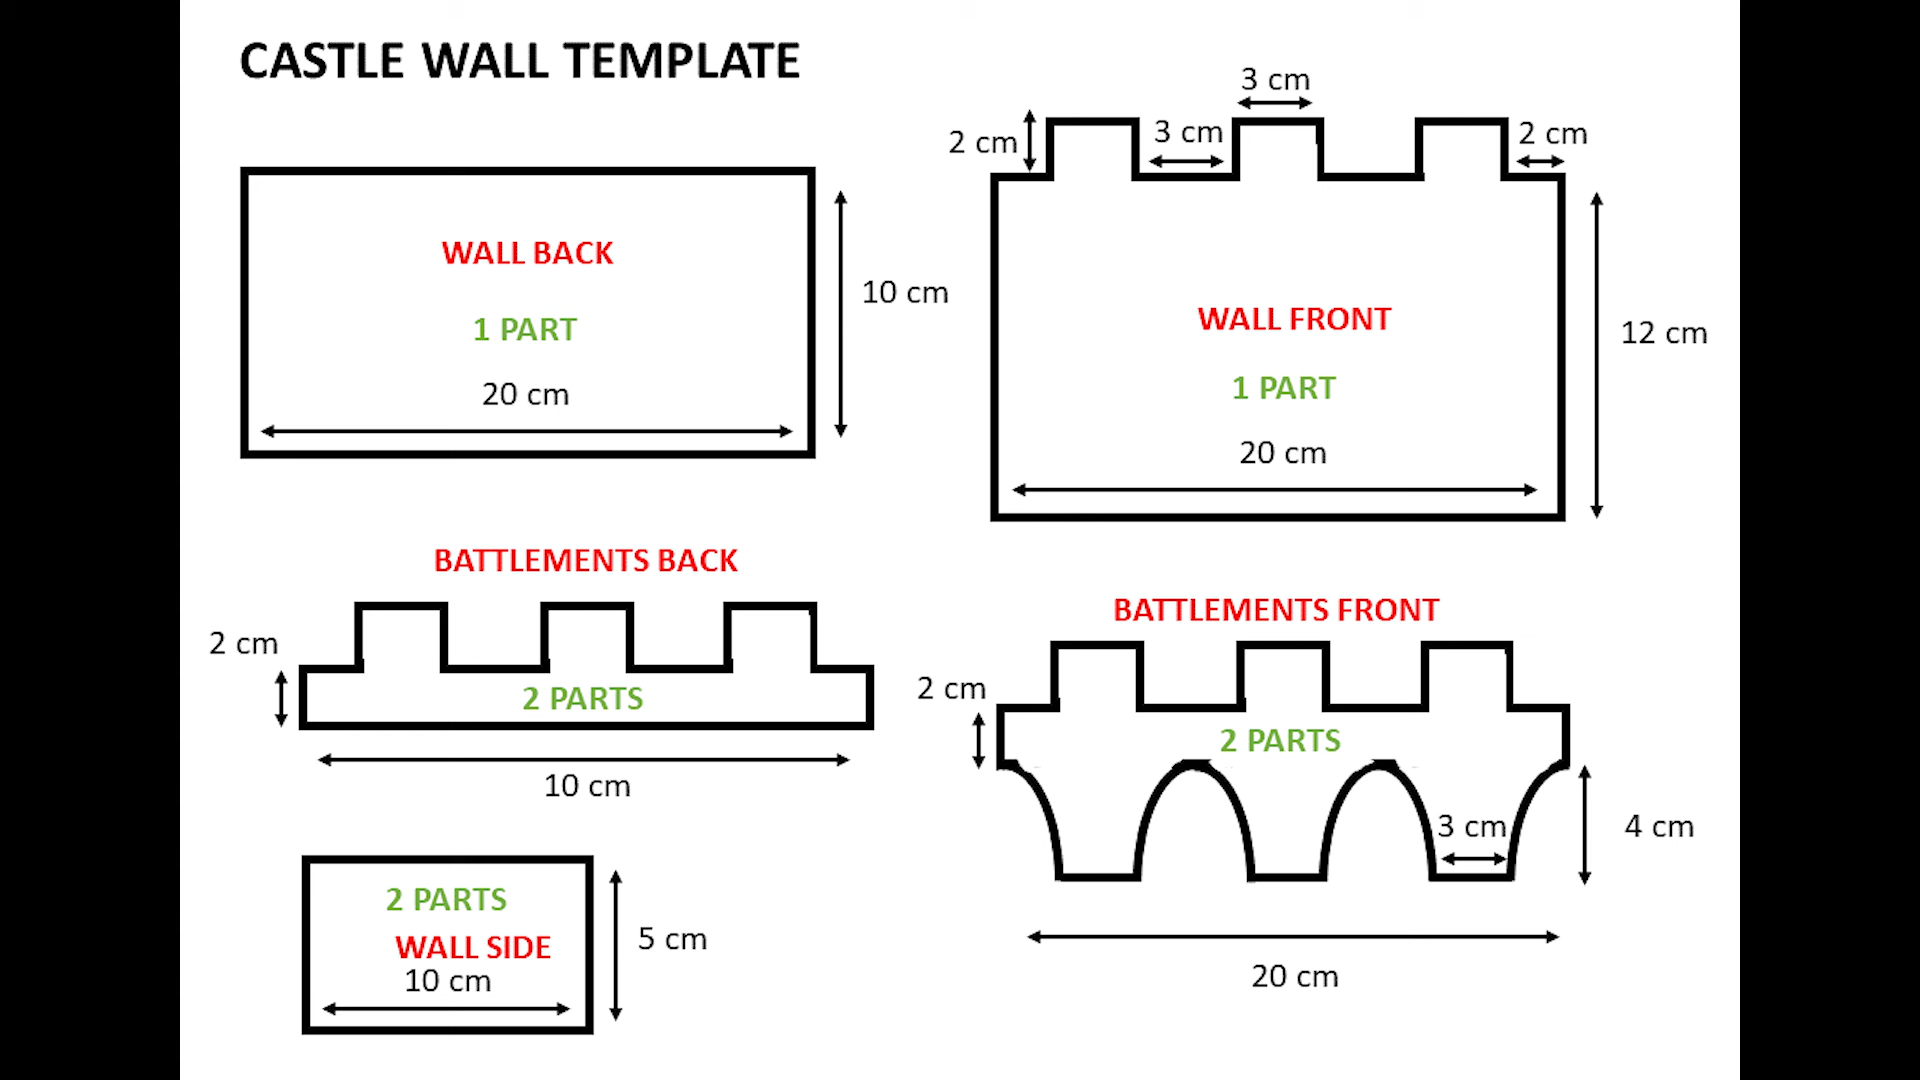 CASTLE WALL TEMPLATE
WALL BACK
1 PART
20 cm
10 cm
3 cm
2 cm
3 cm
2 cm
WALL FRONT
1 PART
20 cm
12 cm
BATTLEMENTS BACK
2 cm
2 PARTS
10 cm
BATTLEMENTS FRONT
2 cm
2 PARTS
3 cm
4 cm
20 cm
2 PARTS
WALL SIDE
10 cm
5 cm